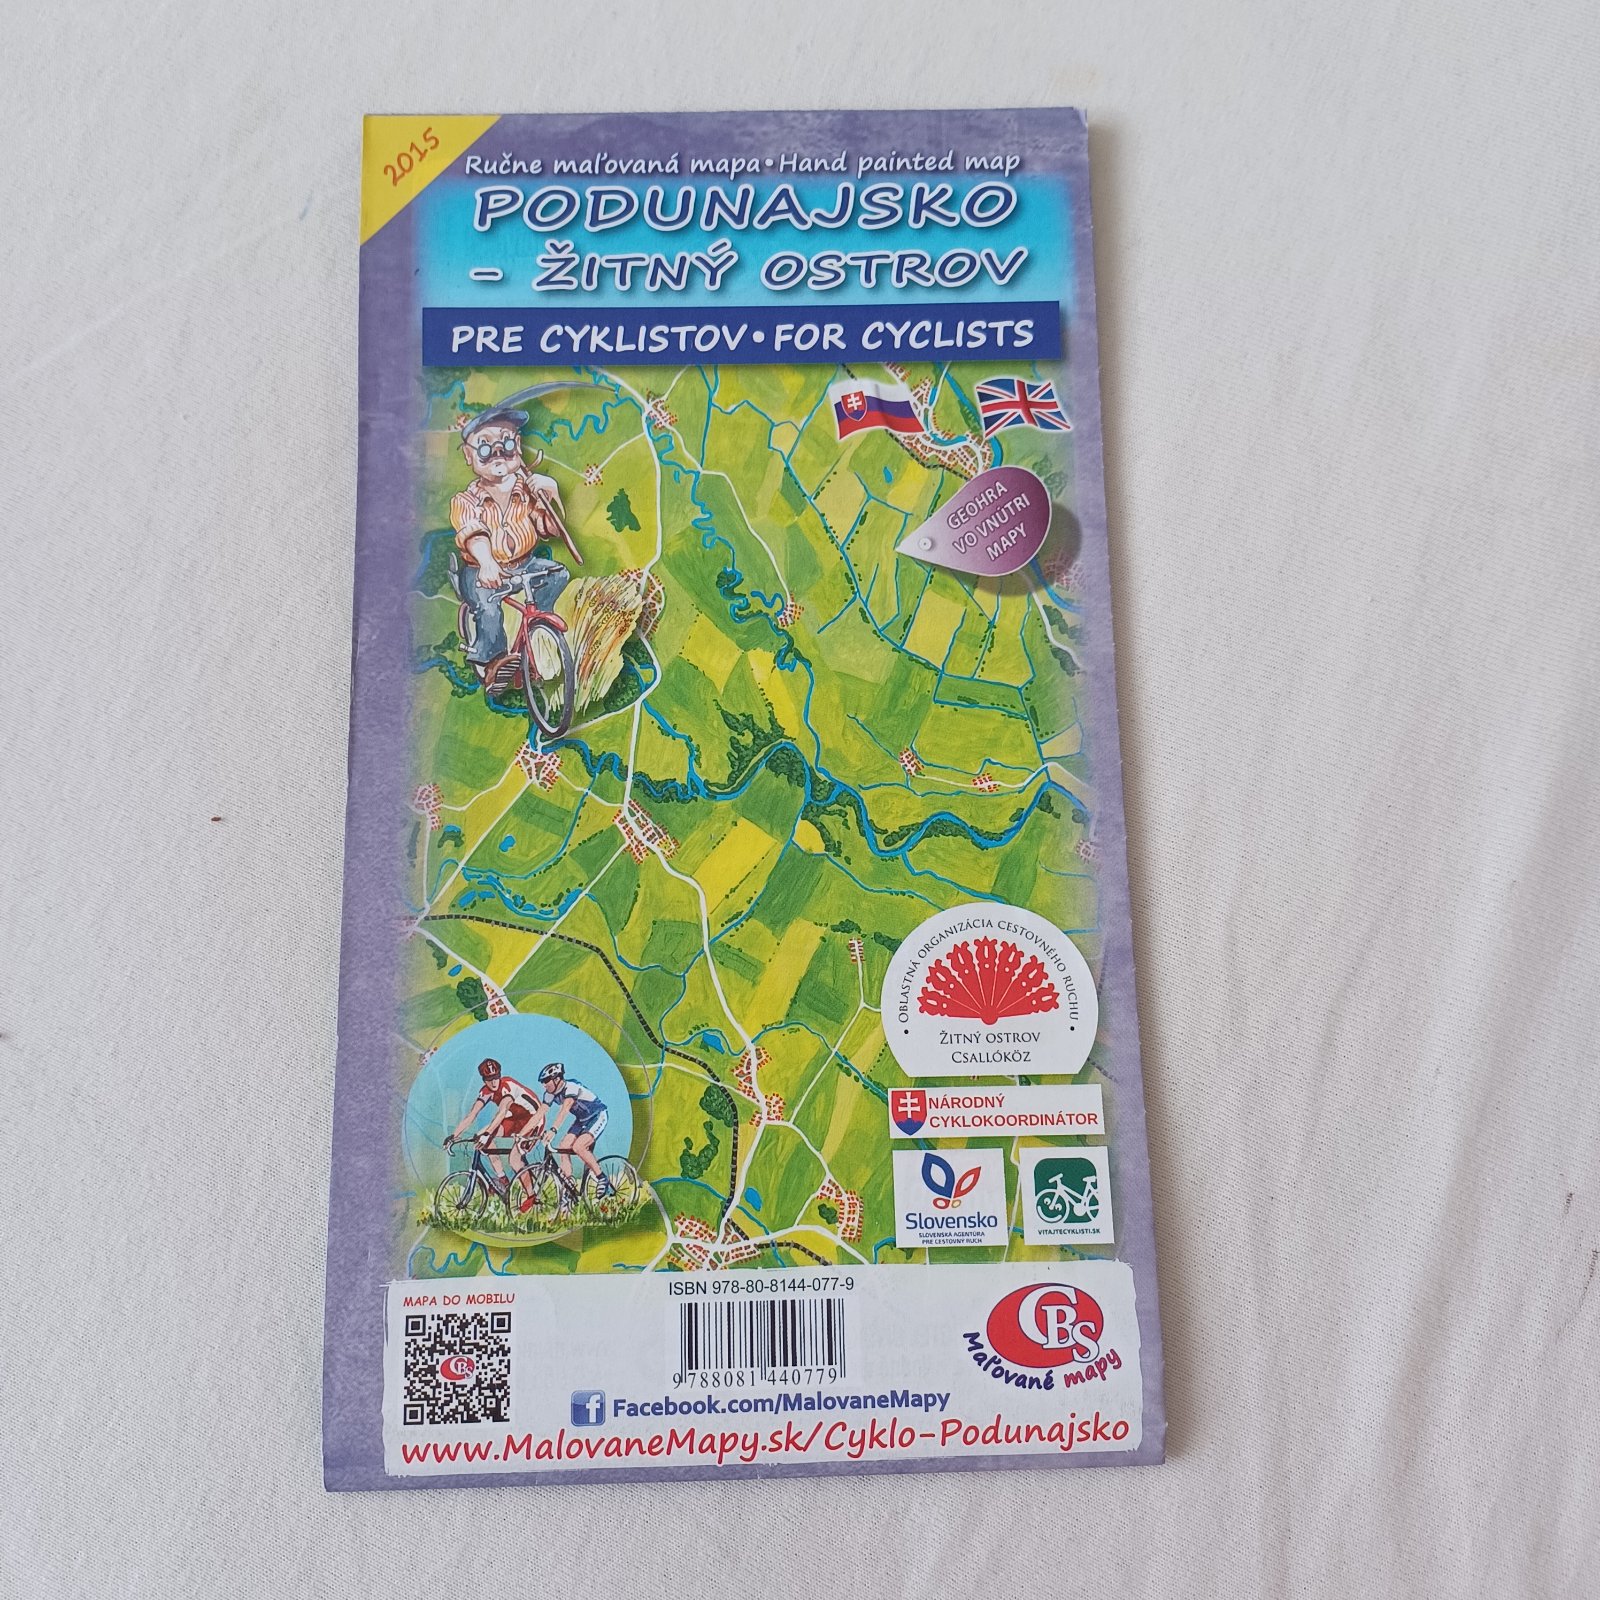 2015
Ručne maľovaná mapa • Hand painted map
PODUNAJSKO
- ŽITNÝ OSTROV
PRE CYKLISTOV • FOR CYCLISTS
GEOHRA
VO VNÚTRI
MAPY
• OBLASTNÁ ORGANIZÁCIA CESTOVNÉHO RUCHU •
ŽITNÝ OSTROV
CSALLÓKÖZ
NÁRODNÝ
CYKLOKOORDINÁTOR
Slovensko
SLOVENSKÁ AGENTÚRA
PRE CESTOVNÝ RUCH
VITAJTECYKLISTI.SK
MAPA DO MOBILU
CBS
ISBN 978-80-8144-077-9
9 788081 440779
CBS
Maľované mapy
f Facebook.com/MalovaneMapy
www.MalovaneMapy.sk/Cyklo-Podunajsko